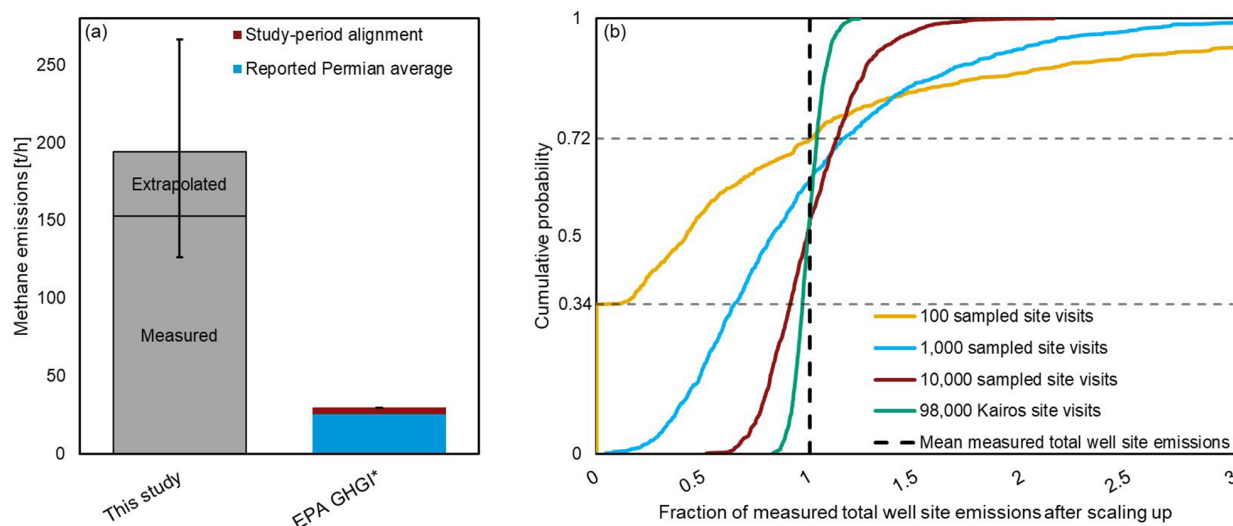 (a)
Study-period alignment
Reported Permian average
Methane emissions [t/h]
250
200
150
100
50
0
Extrapolated
Measured
This study
EPA GHGI*
(b)
Cumulative probability
1
0.72
0.5
0.34
0
100 sampled site visits
1,000 sampled site visits
10,000 sampled site visits
98,000 Kairos site visits
Mean measured total well site emissions
0
0.5
1
1.5
2
2.5
3
Fraction of measured total well site emissions after scaling up